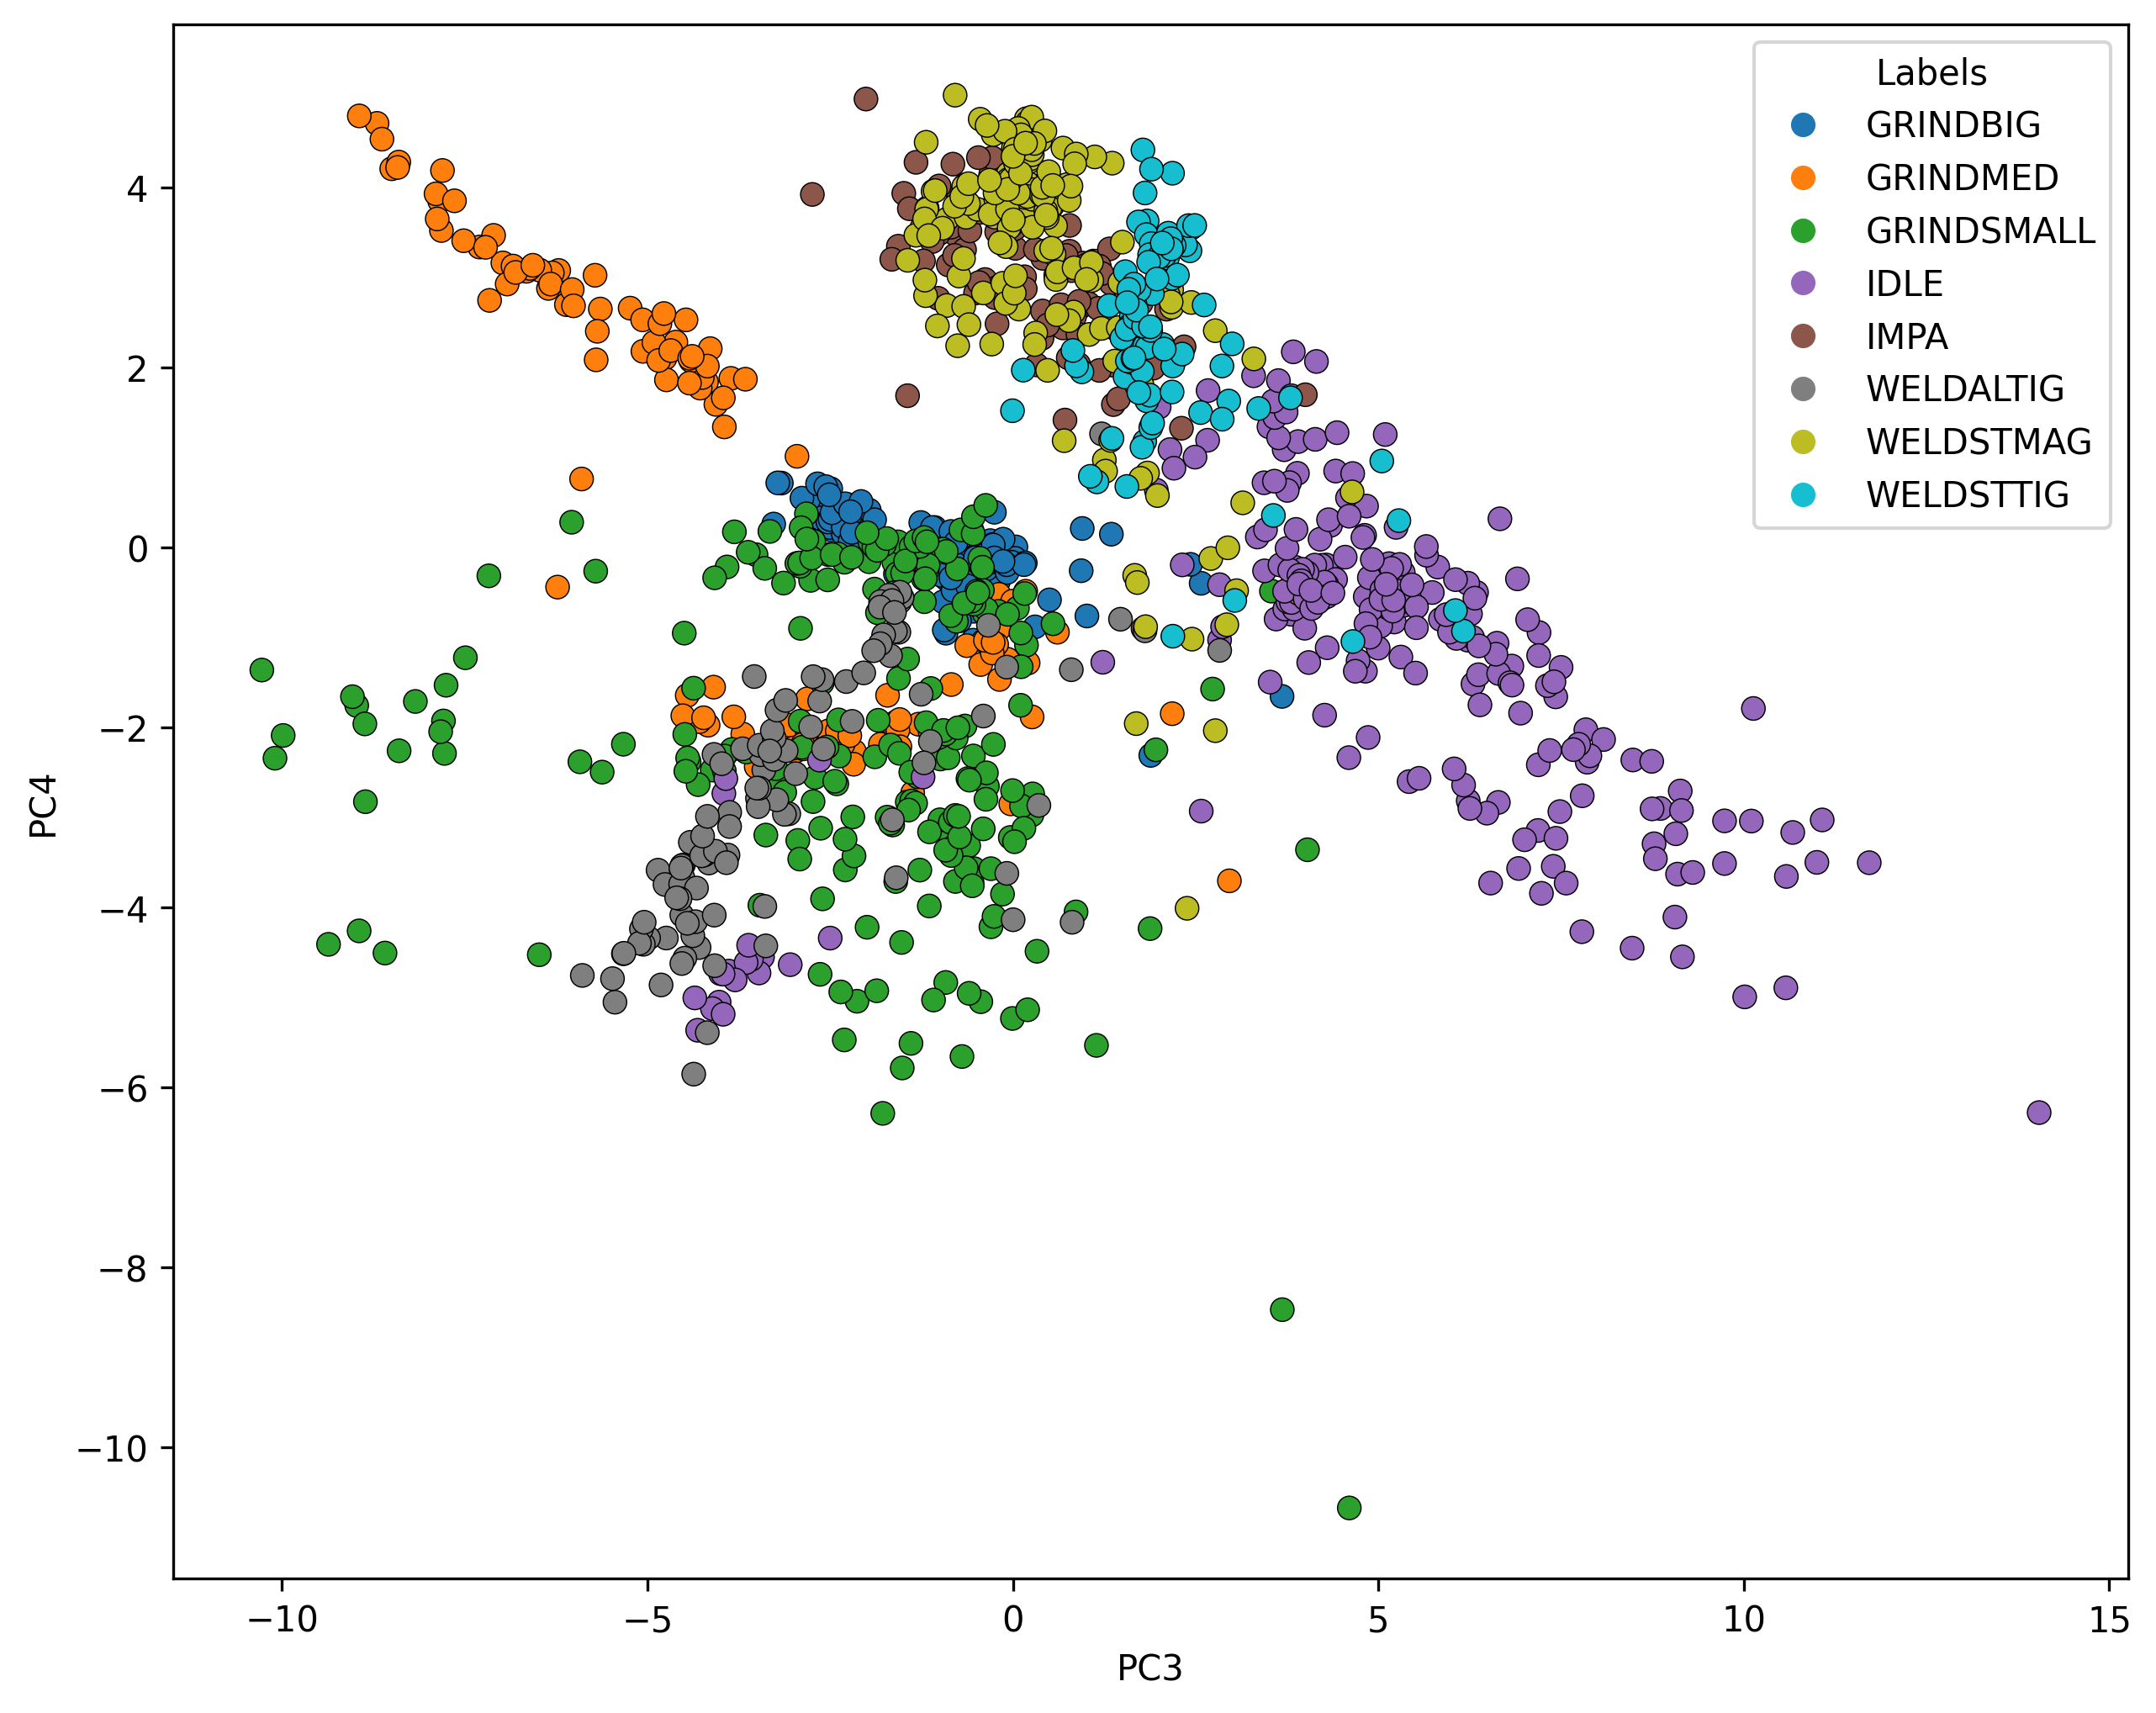 Labels
GRINDBIG
GRINDMED
GRINDSMALL
IDLE
IMPA
WELDALTIG
WELDSTMAG
WELDSTTIG
4
2
0
−2
−4
−6
−8
−10
PC4
−10
−5
0
5
10
15
PC3